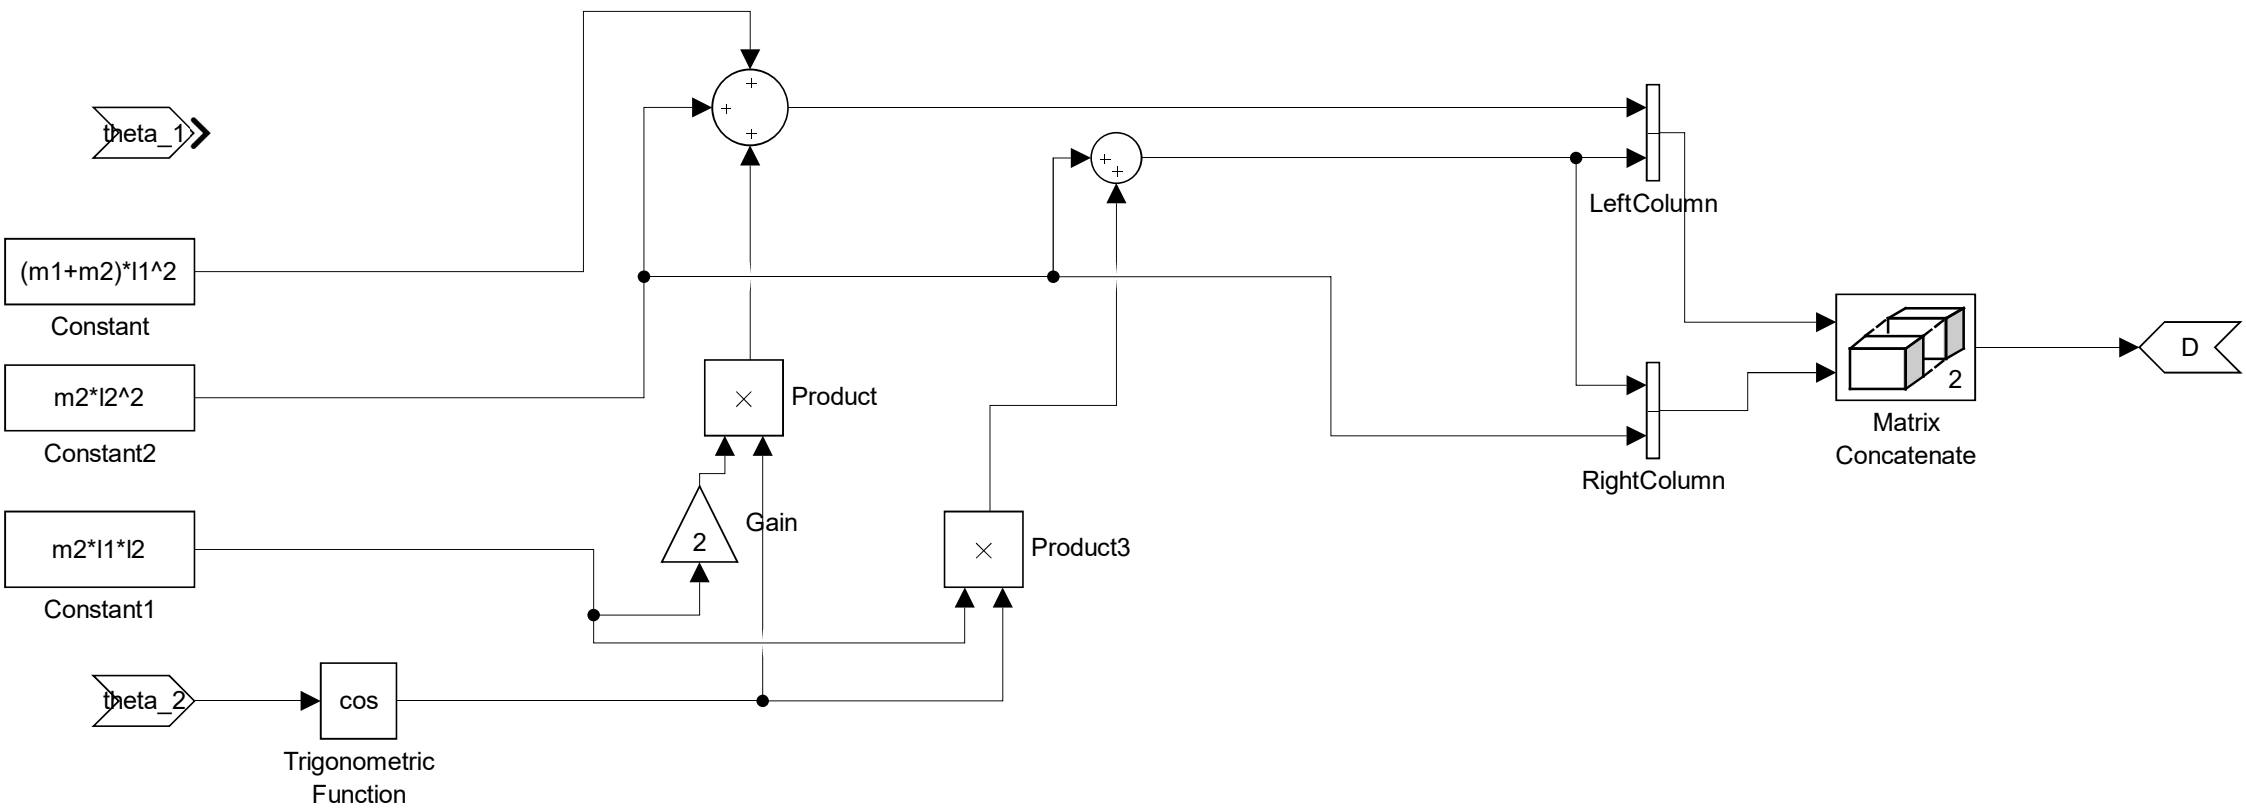 +
+
+
theta_1
+
+
LeftColumn
(m1+m2)*l1^2
Constant
D
m2*l2^2
Product
2
Matrix
Concatenate
Constant2
RightColumn
Gain
2
m2*l1*l2
Product3
Constant1
theta_2
cos
Trigonometric
Function